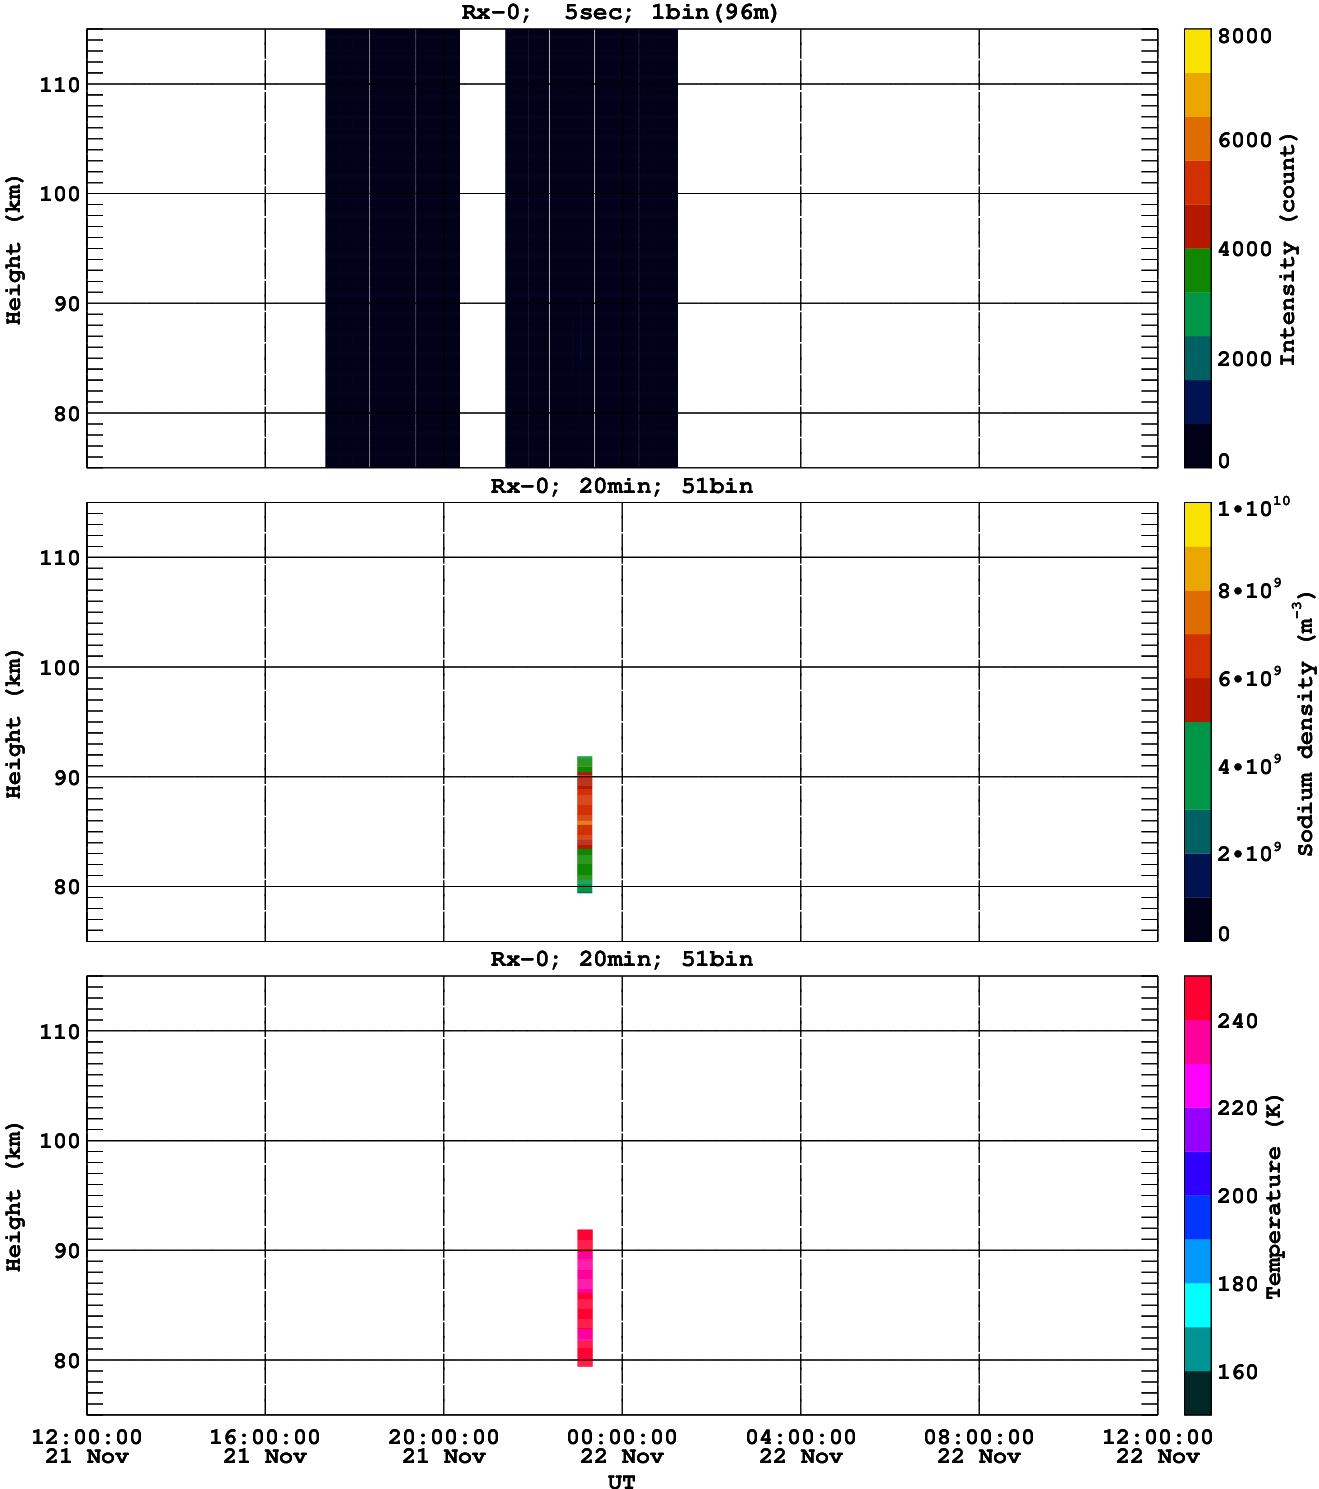 Rx-0;  5sec; 1bin(96m)
110
100
90
80
Height (km)
8000
6000
4000
2000
0
Intensity (count)
Rx-0; 20min; 51bin
110
100
90
80
Height (km)
1•10¹⁰
8•10⁹
6•10⁹
4•10⁹
2•10⁹
0
Sodium density (m⁻³)
Rx-0; 20min; 51bin
110
100
90
80
Height (km)
240
220
200
180
160
Temperature (K)
12:00:00 16:00:00 20:00:00 00:00:00 04:00:00 08:00:00 12:00:00
21 Nov 21 Nov 21 Nov 22 Nov 22 Nov 22 Nov 22 Nov
UT